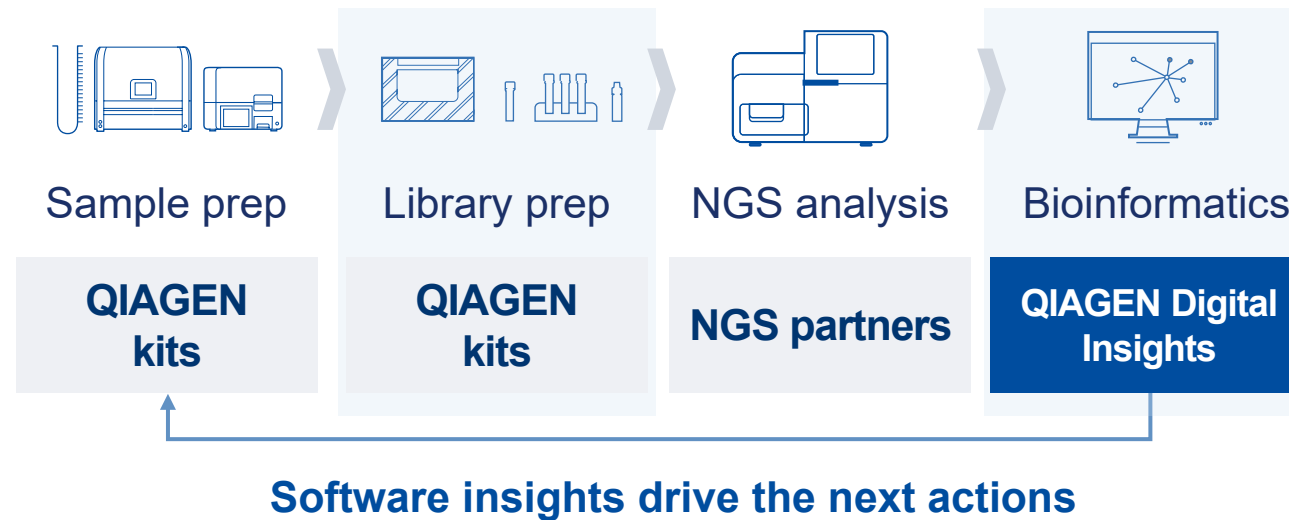 Sample prep
Library prep
NGS analysis
Bioinformatics
QIAGEN
kits
QIAGEN
kits
NGS partners
QIAGEN Digital
Insights
Software insights drive the next actions